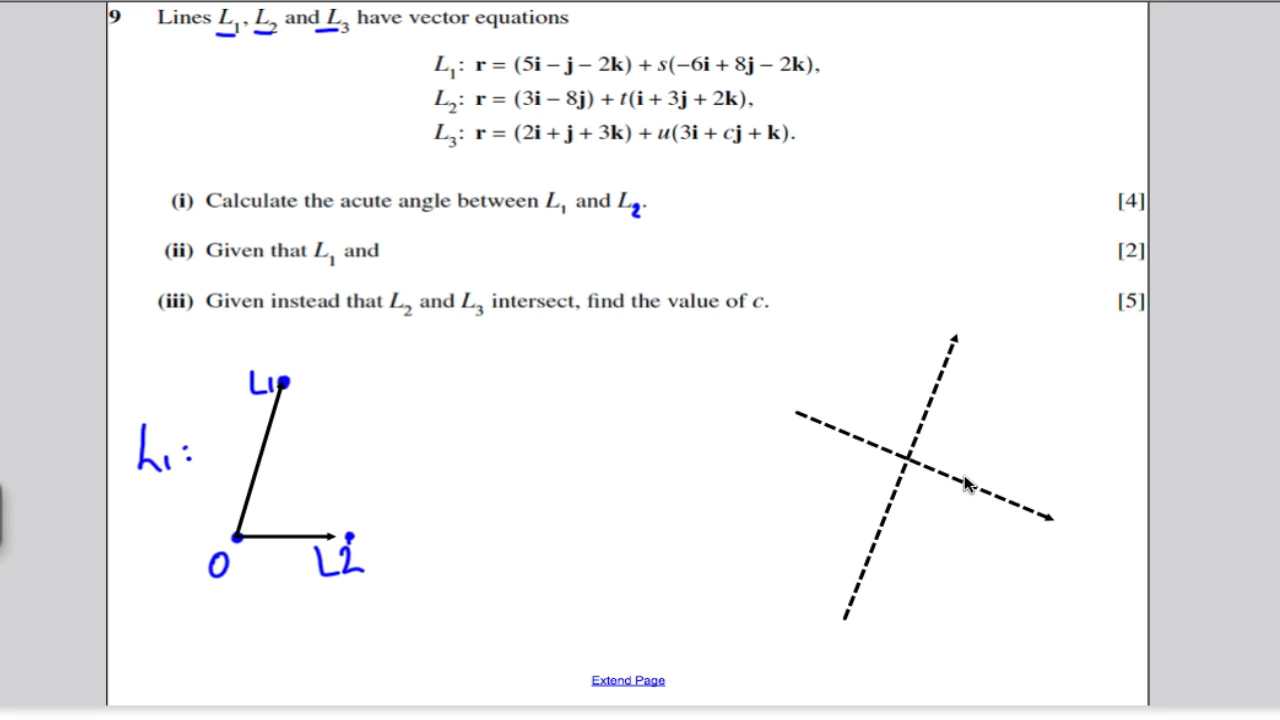 9 Lines L₁, L₂ and L₃ have vector equations
L₁: r = (5i − j − 2k) + s(−6i + 8j − 2k),
L₂: r = (3i − 8j) + t(i + 3j + 2k),
L₃: r = (2i + j + 3k) + u(3i + cj + k).
(i) Calculate the acute angle between L₁ and L₂. [4]
(ii) Given that L₁ and [2]
(iii) Given instead that L₂ and L₃ intersect, find the value of c. [5]
L1
L₁:
O
L2
Extend Page